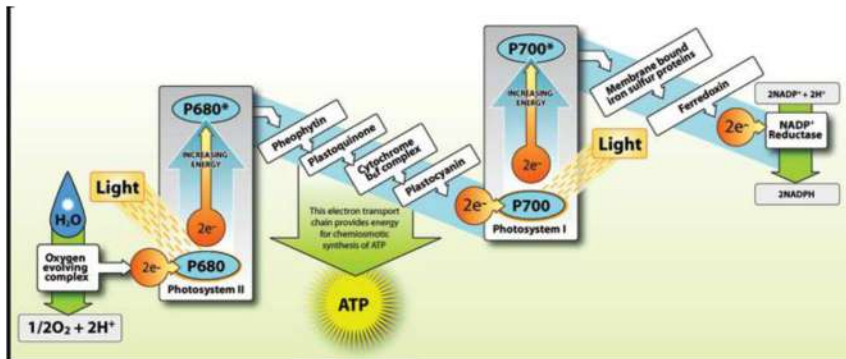 H₂O
Oxygen
evolving
complex
1/2O₂ + 2H⁺
Light
2e-
P680*
INCREASING
ENERGY
2e-
P680
Photosystem II
Pheophytin
Plastoquinone
Cytochrome
b₆f complex
Plastocyanin
This electron transport
chain provides energy
for chemiosmotic
synthesis of ATP
ATP
2e-
P700*
INCREASING
ENERGY
2e-
P700
Photosystem I
Light
Membrane bound
iron sulfur proteins
Ferredoxin
2e-
2NADP⁺ + 2H⁺
NADP⁺
Reductase
2NADPH